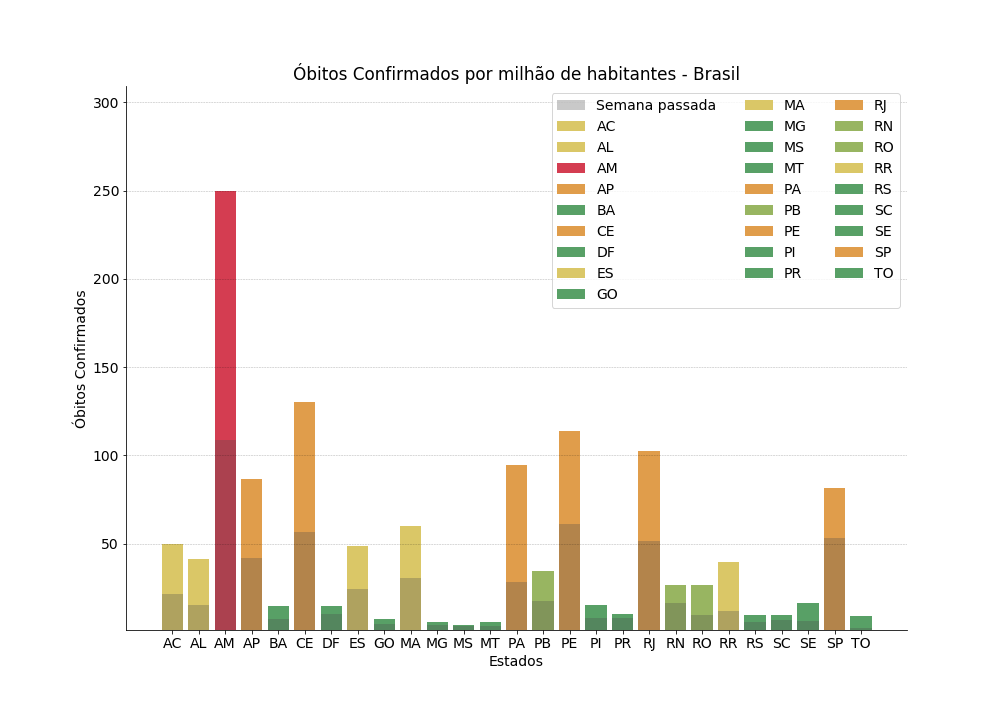 Óbitos Confirmados por milhão de habitantes - Brasil
300
250
200
150
100
50
Óbitos Confirmados
Semana passada
AC
AL
AM
AP
BA
CE
DF
ES
GO
MA
MG
MS
MT
PA
PB
PE
PI
PR
RJ
RN
RO
RR
RS
SC
SE
SP
TO
AC AL AM AP BA CE DF ES GO MA MG MS MT PA PB PE PI PR RJ RN RO RR RS SC SE SP TO
Estados